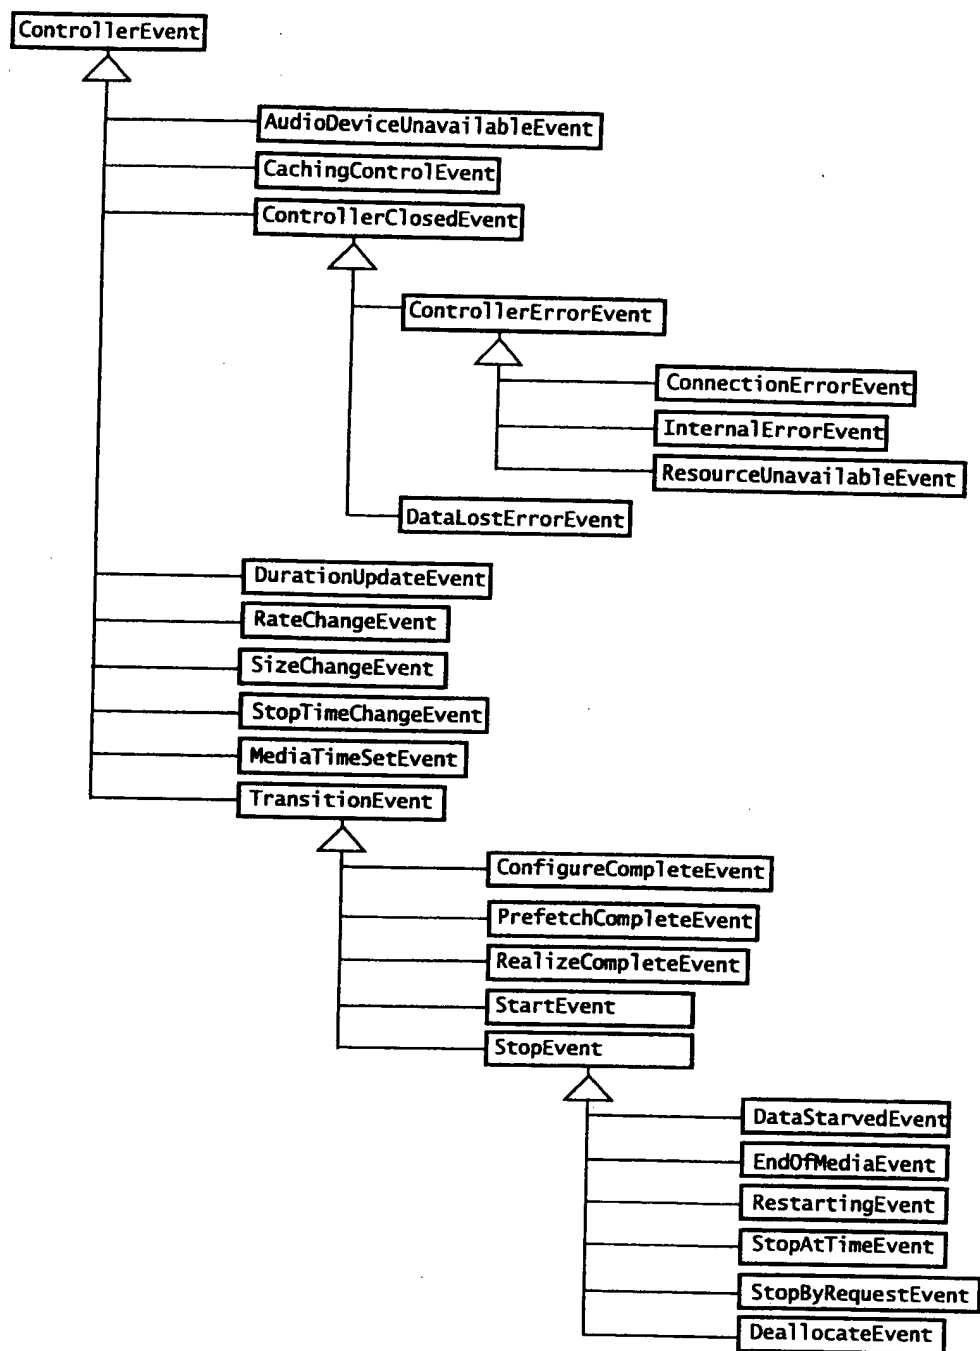 ControllerEvent
AudioDeviceUnavailableEvent
CachingControlEvent
ControllerClosedEvent
ControllerErrorEvent
ConnectionErrorEvent
InternalErrorEvent
ResourceUnavailableEvent
DataLostErrorEvent
DurationUpdateEvent
RateChangeEvent
SizeChangeEvent
StopTimeChangeEvent
MediaTimeSetEvent
TransitionEvent
ConfigureCompleteEvent
PrefetchCompleteEvent
RealizeCompleteEvent
StartEvent
StopEvent
DataStarvedEvent
EndOfMediaEvent
RestartingEvent
StopAtTimeEvent
StopByRequestEvent
DeallocateEvent